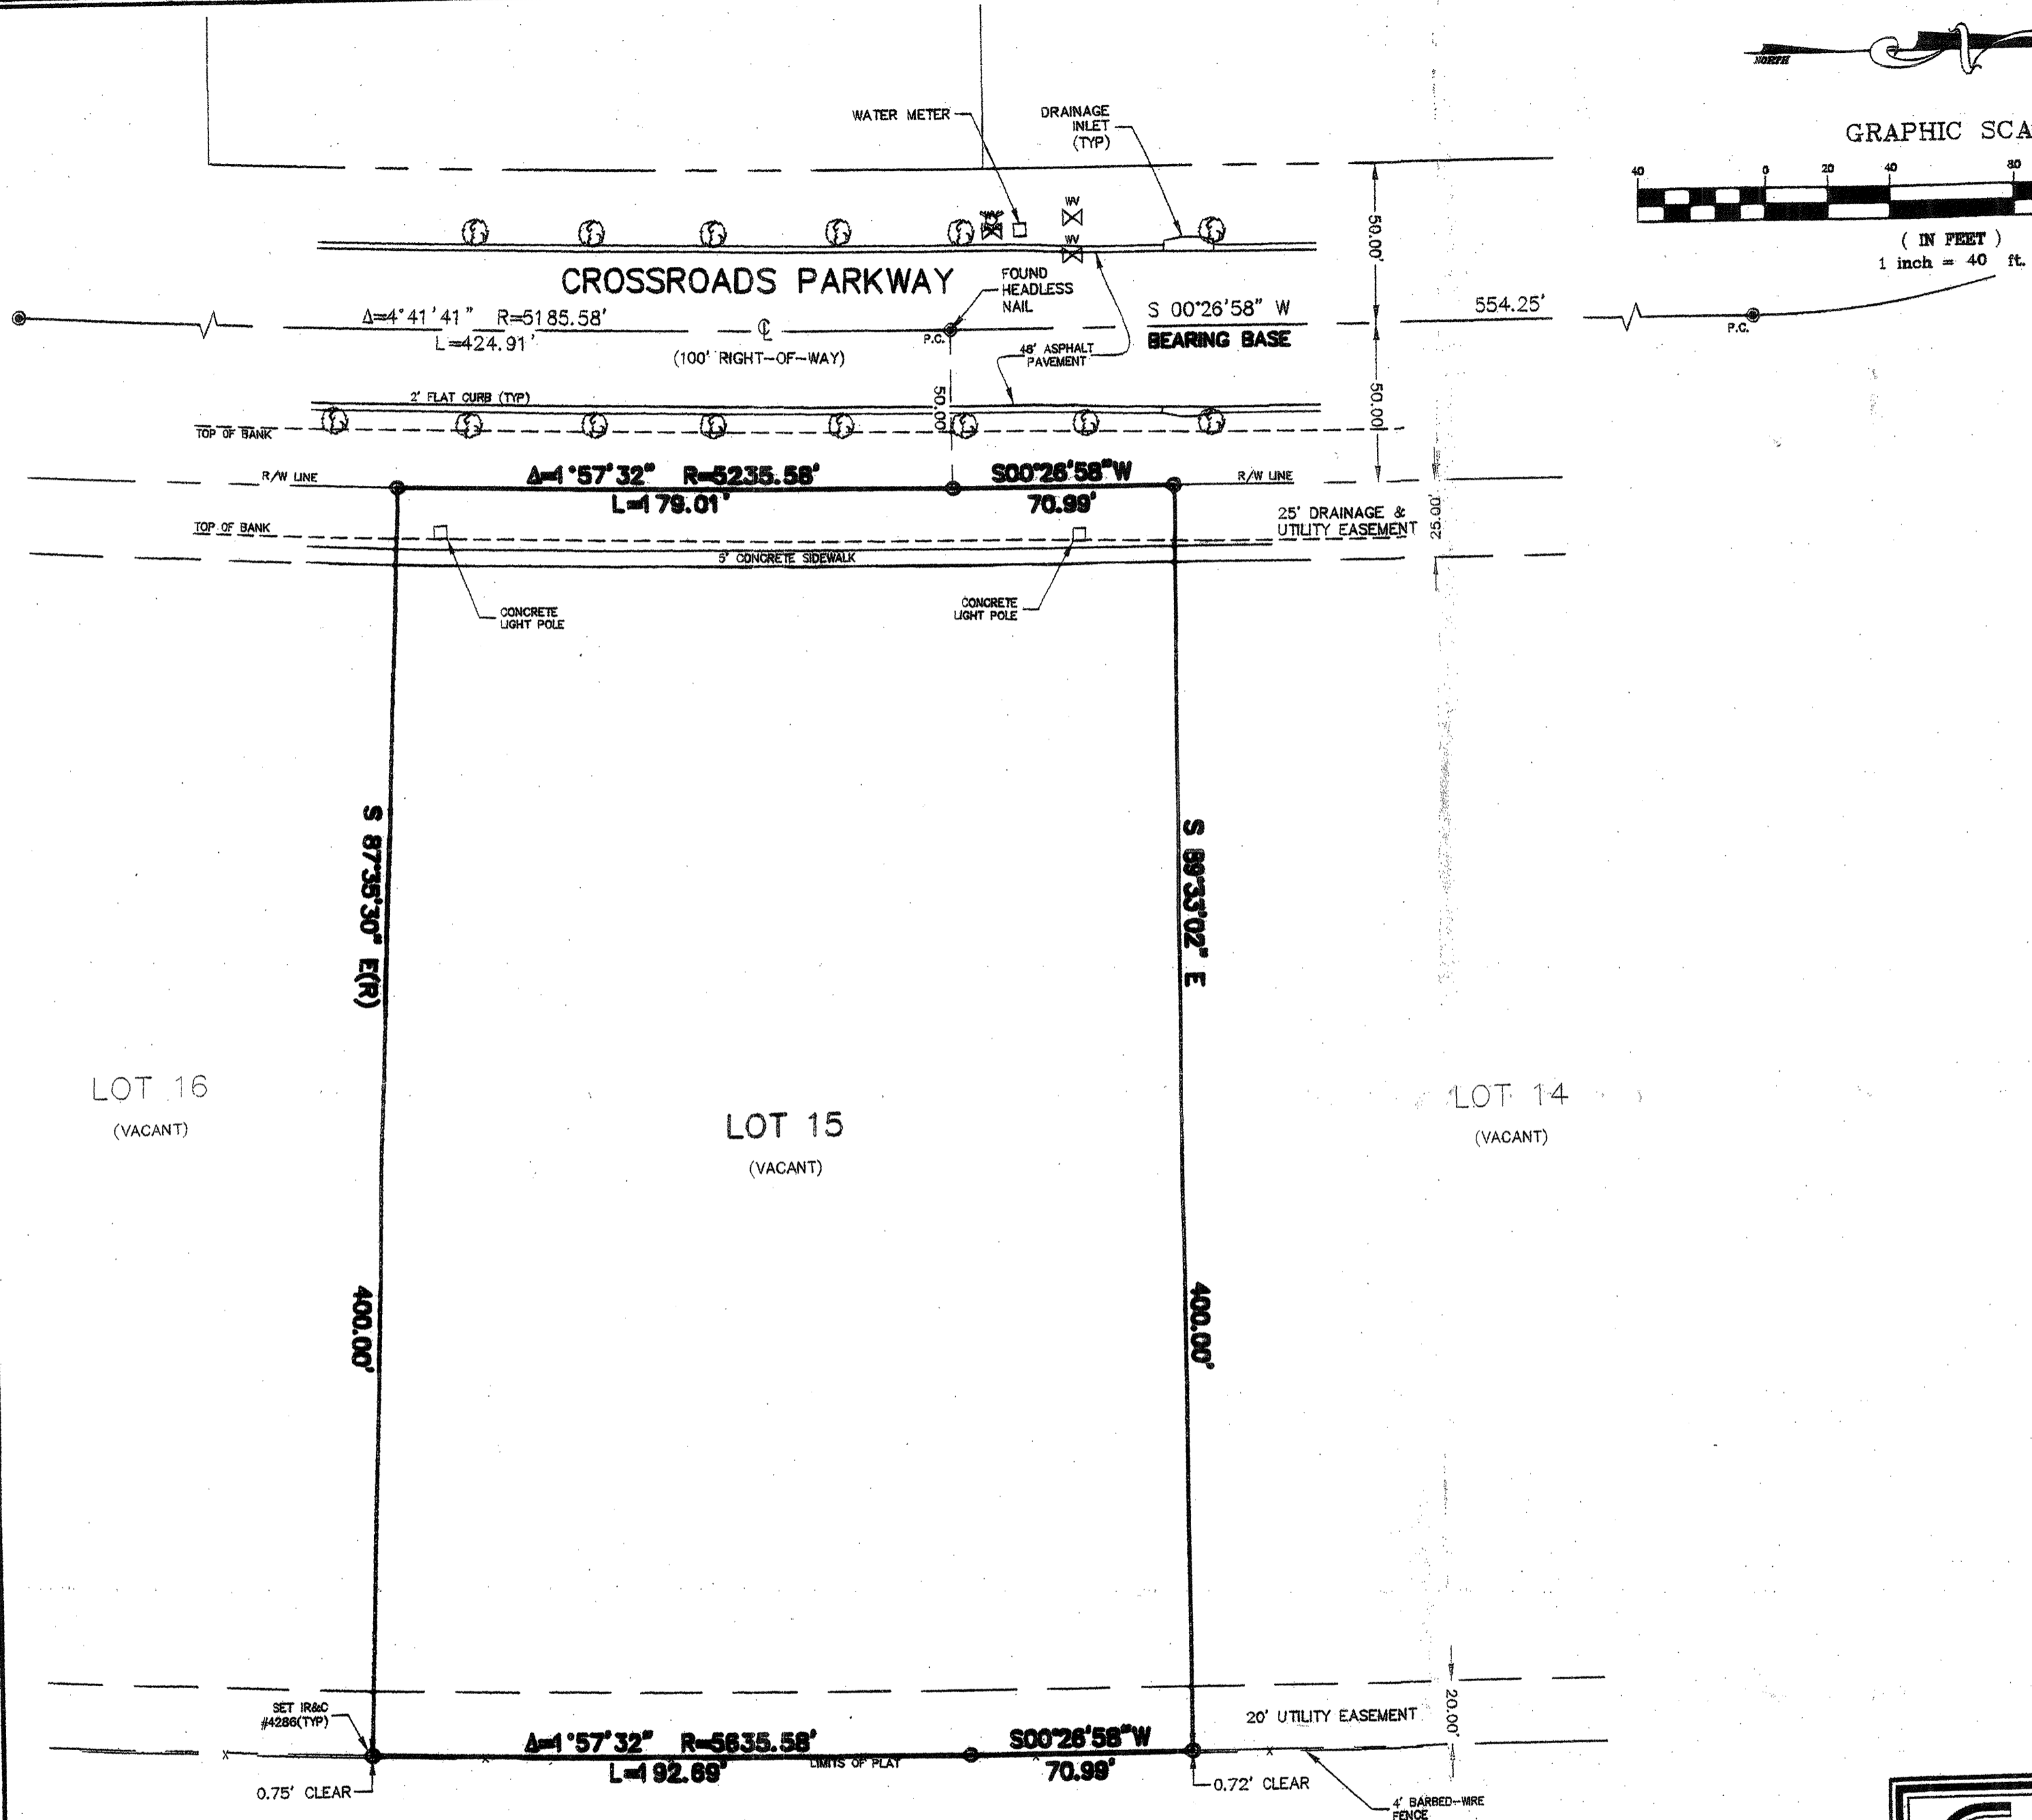 NORTH
GRAPHIC SCA
40 0 20 40 80
( IN FEET )
1 inch = 40 ft.
WATER METER
DRAINAGE
INLET
(TYP)
WV
WV
50.00'
CROSSROADS PARKWAY
FOUND
HEADLESS
NAIL
Δ=4°41'41" R=5185.58'
L=424.91'
℄
(100' RIGHT-OF-WAY)
P.C.
S 00°26'58" W
BEARING BASE
554.25'
P.C.
48' ASPHALT
PAVEMENT
2' FLAT CURB (TYP)
50.00'
50.00'
TOP OF BANK
R/W LINE
Δ=1°57'32" R=5235.58'
L=179.01'
S00°26'58"W
70.99'
R/W LINE
TOP OF BANK
25' DRAINAGE &
UTILITY EASEMENT
25.00'
5' CONCRETE SIDEWALK
CONCRETE
LIGHT POLE
CONCRETE
LIGHT POLE
S 87°35'30" E(R)
400.00'
S 89°33'02" E
400.00'
LOT 16
(VACANT)
LOT 15
(VACANT)
LOT 14
(VACANT)
SET IR&C
#4286(TYP)
20' UTILITY EASEMENT
20.00'
Δ=1°57'32" R=5635.58'
L=192.69'
LIMITS OF PLAT
S00°26'58"W
70.99'
0.75' CLEAR
0.72' CLEAR
4' BARBED-WIRE
FENCE